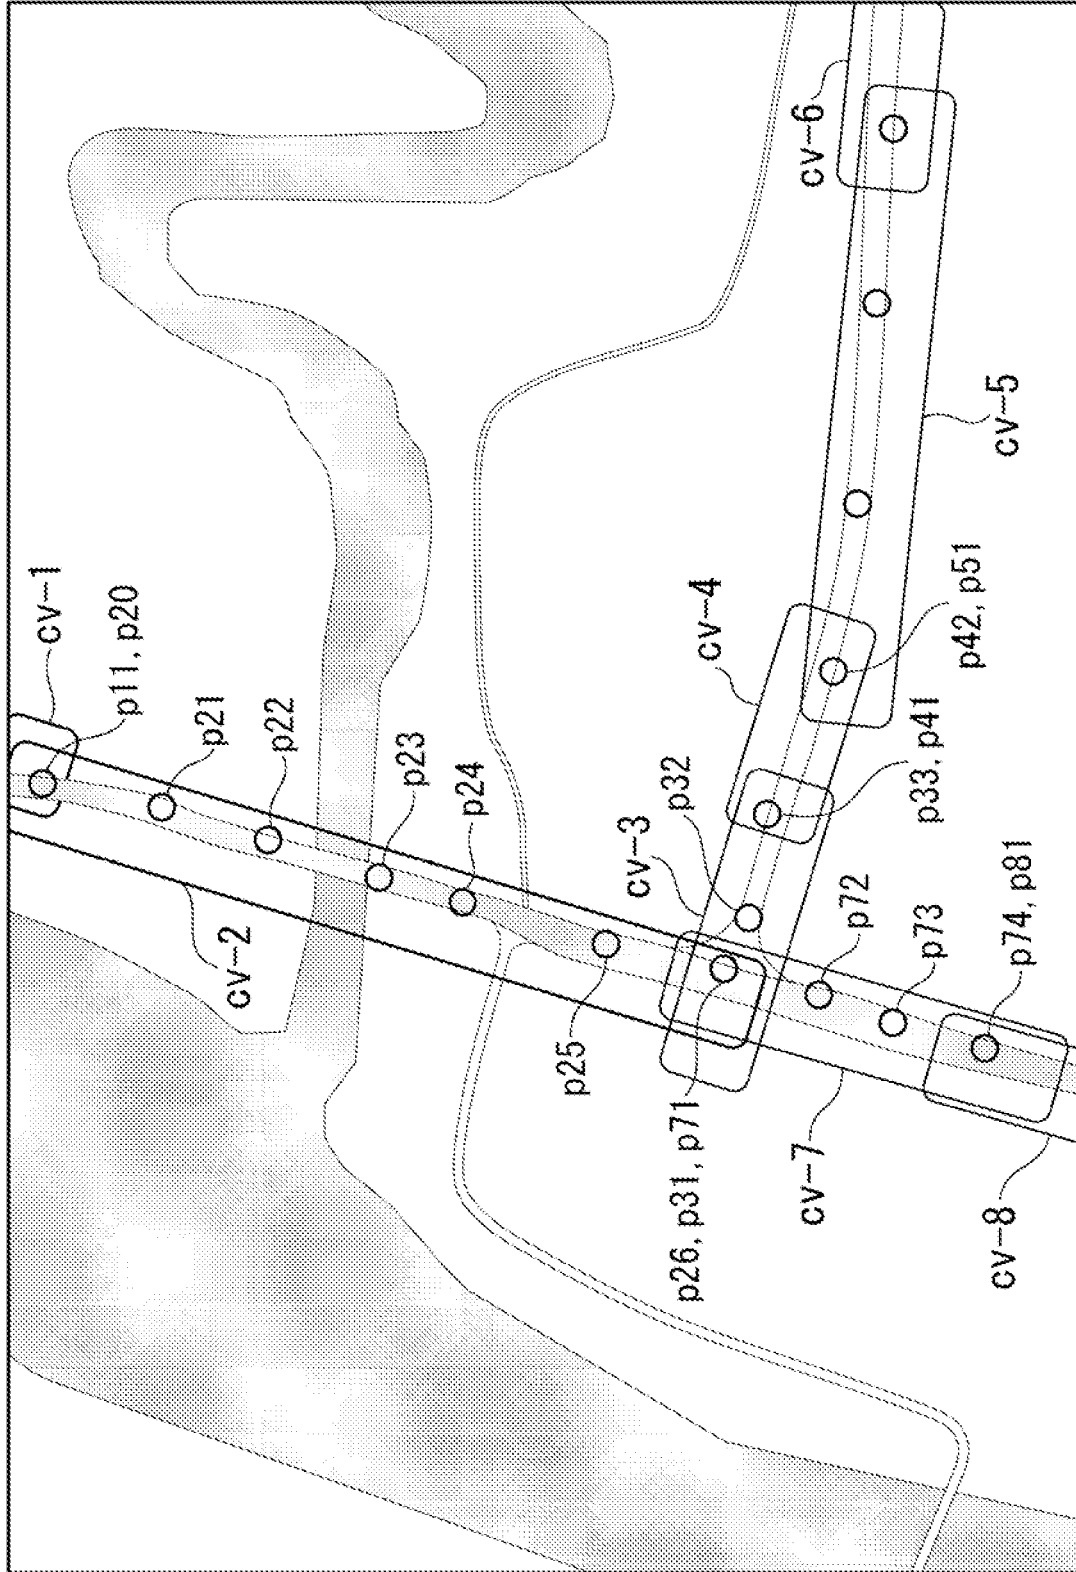 cv-1
p11, p20
p21
p22
p23
p24
cv-2
p25
cv-3
p32
cv-4
p33, p41
p42, p51
cv-5
cv-6
p26, p31, p71
cv-7
p72
p73
p74, p81
cv-8